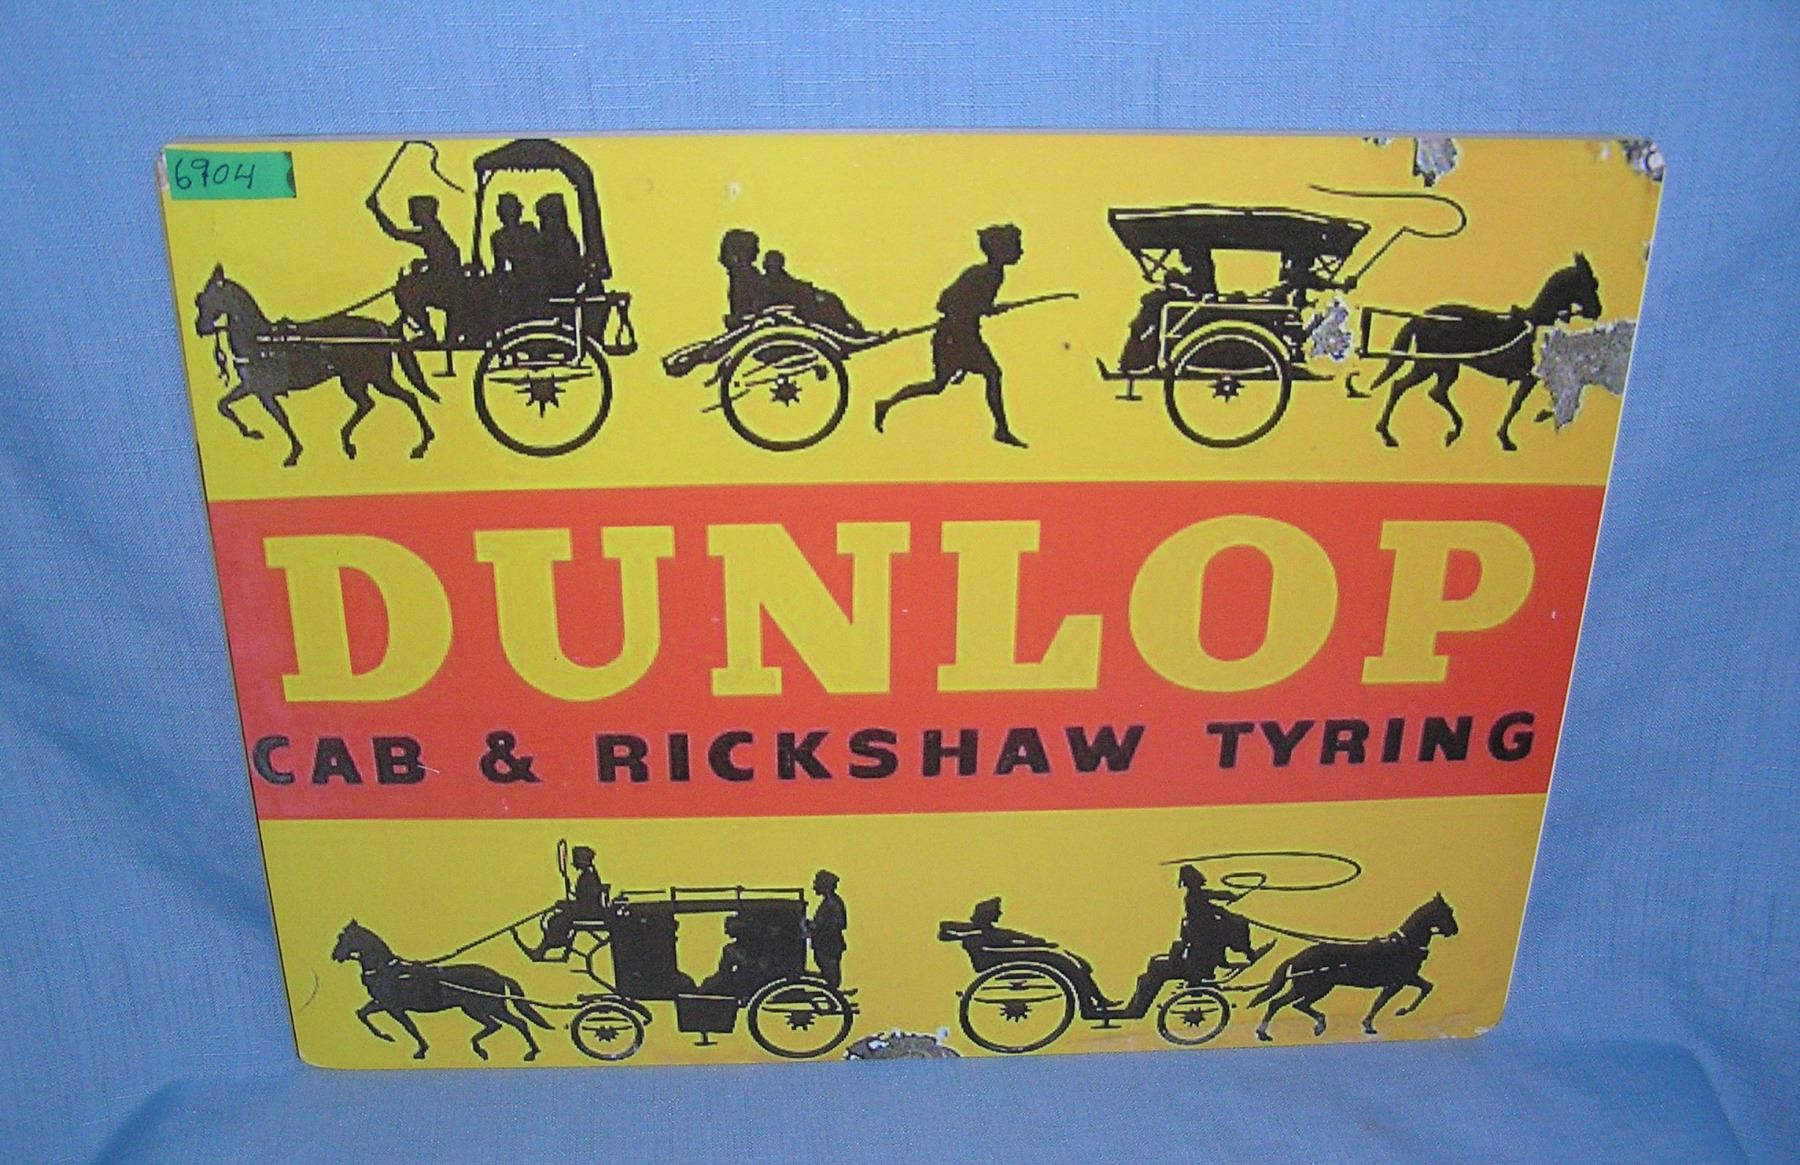 6904
DUNLOP
CAB & RICKSHAW TYRING